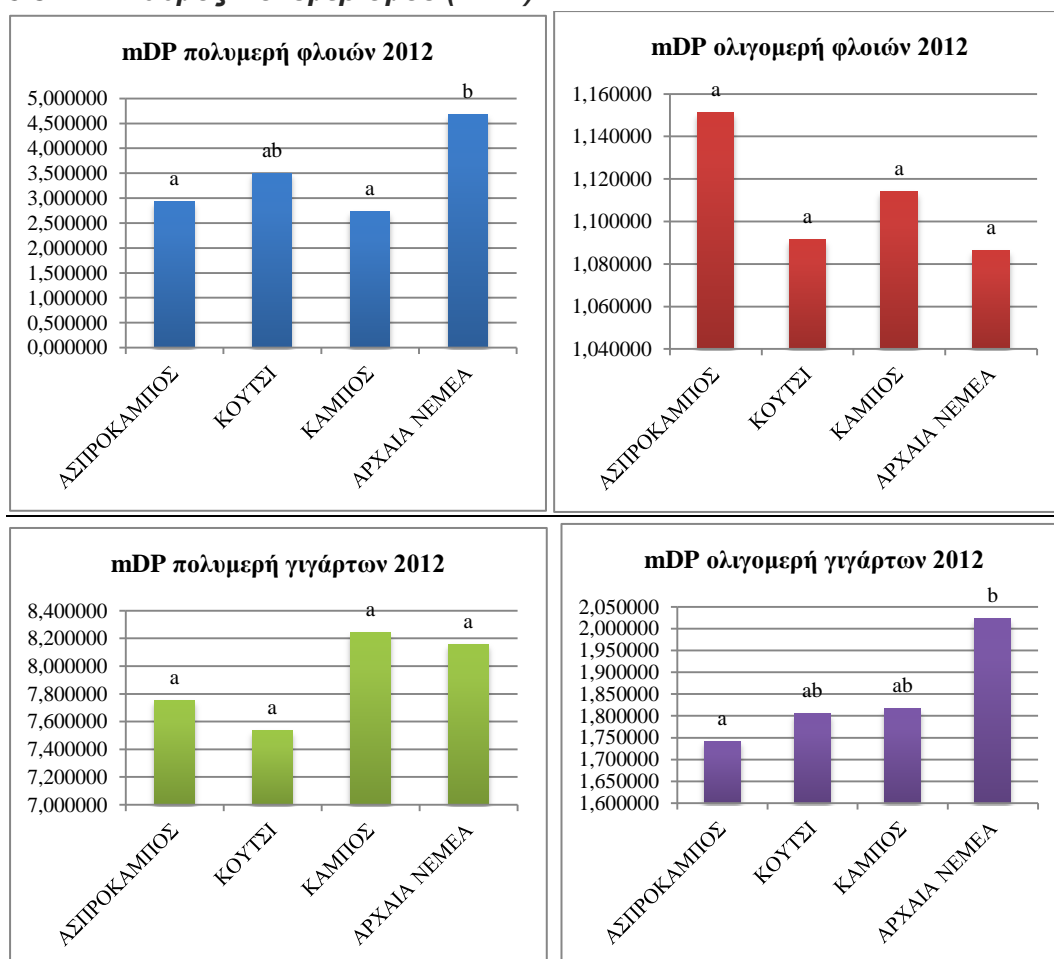 mDP πολυμερή φλοιών 2012
5,000000
4,500000
4,000000
3,500000
3,000000
2,500000
2,000000
1,500000
1,000000
0,500000
0,000000
a
ab
a
b
ΑΣΠΡΟΚΑΜΠΟΣ
ΚΟΥΤΣΙ
ΚΑΜΠΟΣ
ΑΡΧΑΙΑ ΝΕΜΕΑ
mDP ολιγομερή φλοιών 2012
1,160000
1,140000
1,120000
1,100000
1,080000
1,060000
1,040000
a
a
a
a
ΑΣΠΡΟΚΑΜΠΟΣ
ΚΟΥΤΣΙ
ΚΑΜΠΟΣ
ΑΡΧΑΙΑ ΝΕΜΕΑ
mDP πολυμερή γιγάρτων 2012
8,400000
8,200000
8,000000
7,800000
7,600000
7,400000
7,200000
7,000000
a
a
a
a
ΑΣΠΡΟΚΑΜΠΟΣ
ΚΟΥΤΣΙ
ΚΑΜΠΟΣ
ΑΡΧΑΙΑ ΝΕΜΕΑ
mDP ολιγομερή γιγάρτων 2012
2,050000
2,000000
1,950000
1,900000
1,850000
1,800000
1,750000
1,700000
1,650000
1,600000
a
ab
ab
b
ΑΣΠΡΟΚΑΜΠΟΣ
ΚΟΥΤΣΙ
ΚΑΜΠΟΣ
ΑΡΧΑΙΑ ΝΕΜΕΑ